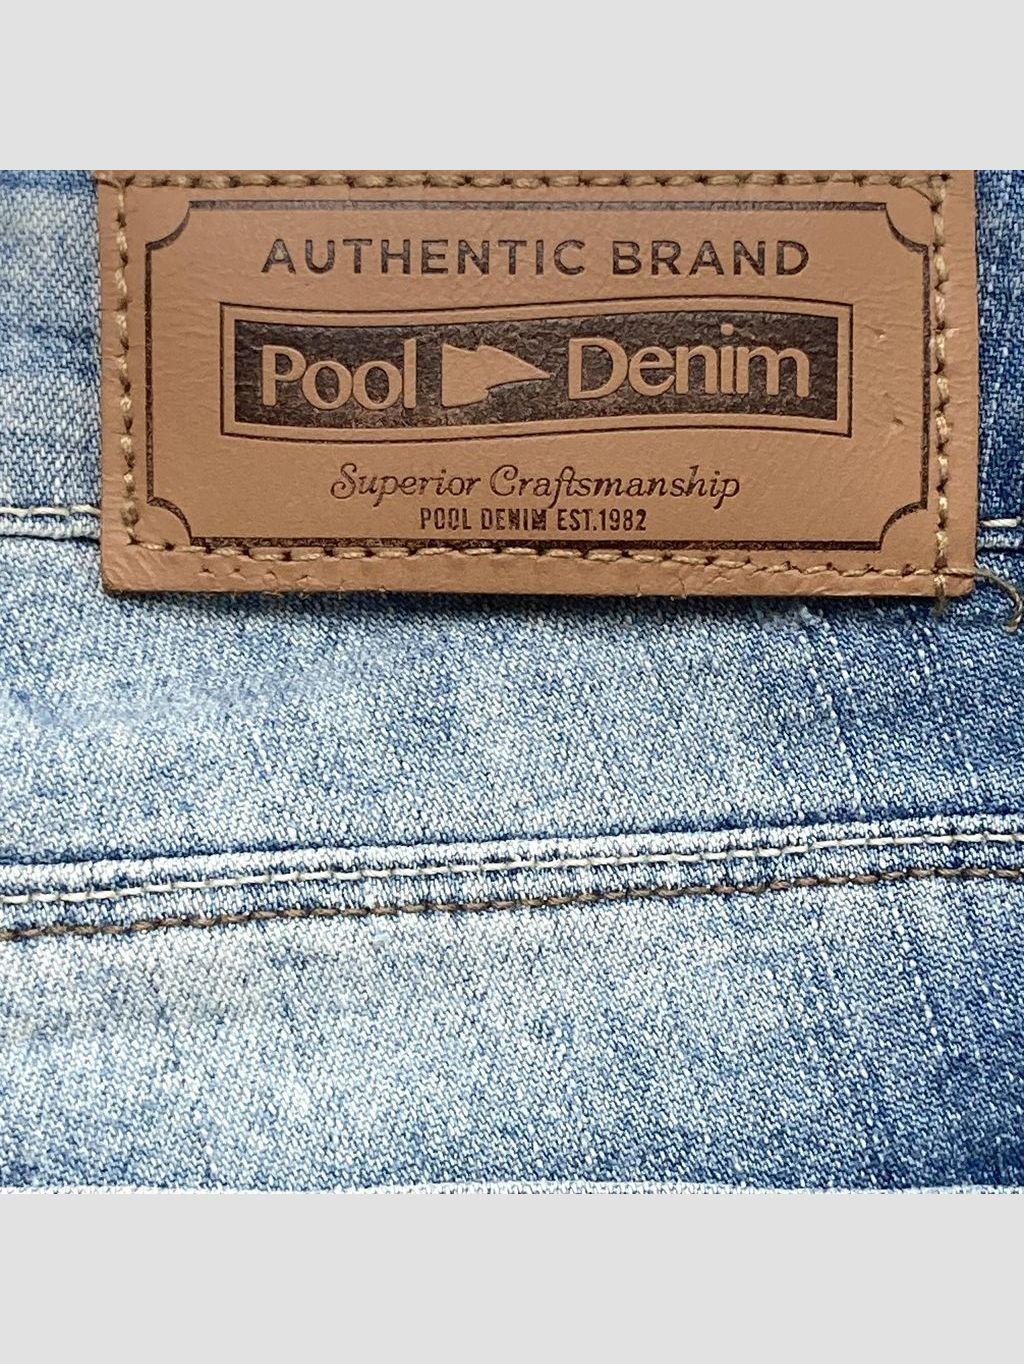 AUTHENTIC BRAND
Pool Denim
Superior Craftsmanship
POOL DENIM EST.1982